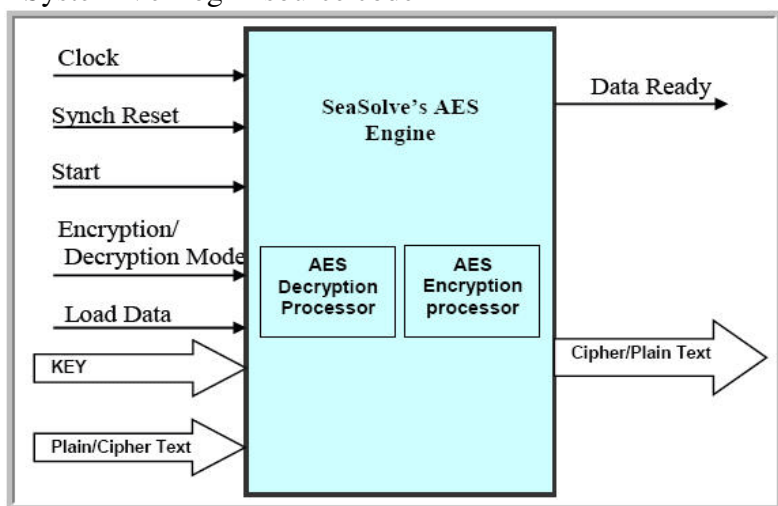 Clock
Synch Reset
Start
Encryption/
Decryption Mode
Load Data
KEY
Plain/Cipher Text
SeaSolve's AES
Engine
AES
Decryption
Processor
AES
Encryption
processor
Data Ready
Cipher/Plain Text